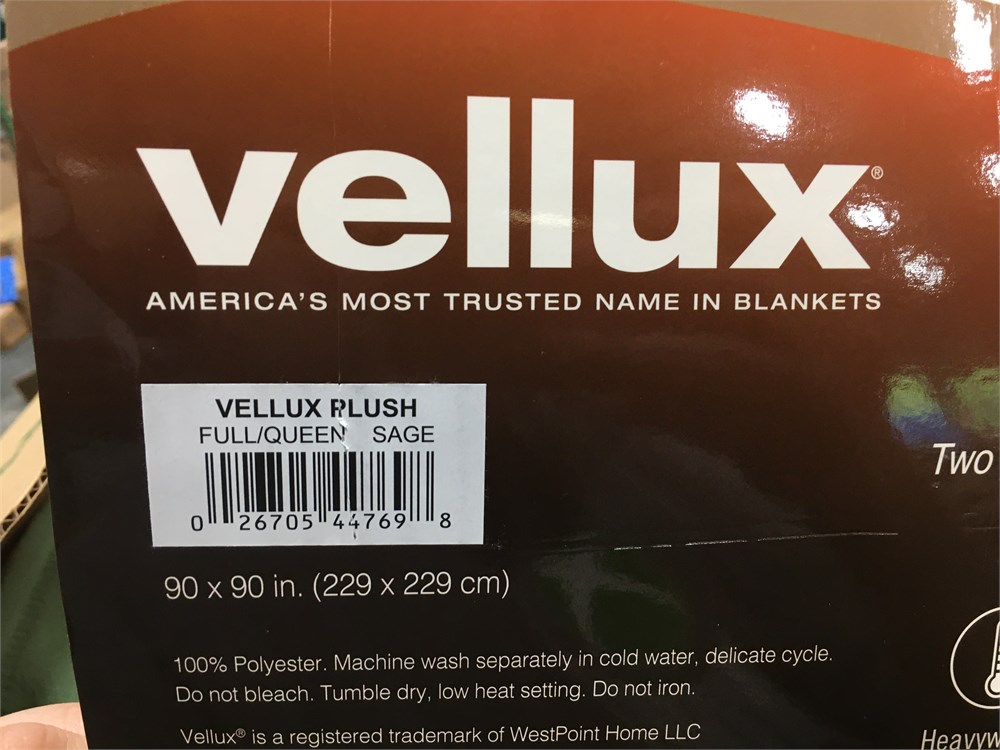 vellux®
AMERICA'S MOST TRUSTED NAME IN BLANKETS
VELLUX PLUSH
FULL/QUEEN SAGE
0 26705 44769 8
Two
90 x 90 in. (229 x 229 cm)
100% Polyester. Machine wash separately in cold water, delicate cycle.
Do not bleach. Tumble dry, low heat setting. Do not iron.
Vellux® is a registered trademark of WestPoint Home LLC